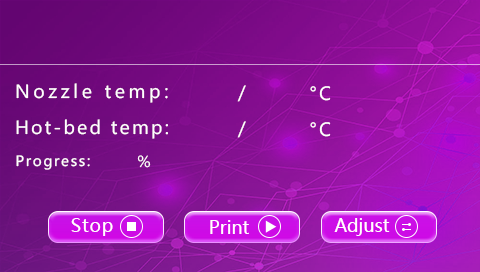 Nozzle temp: / °C
Hot-bed temp: / °C
Progress: %
Stop Print Adjust